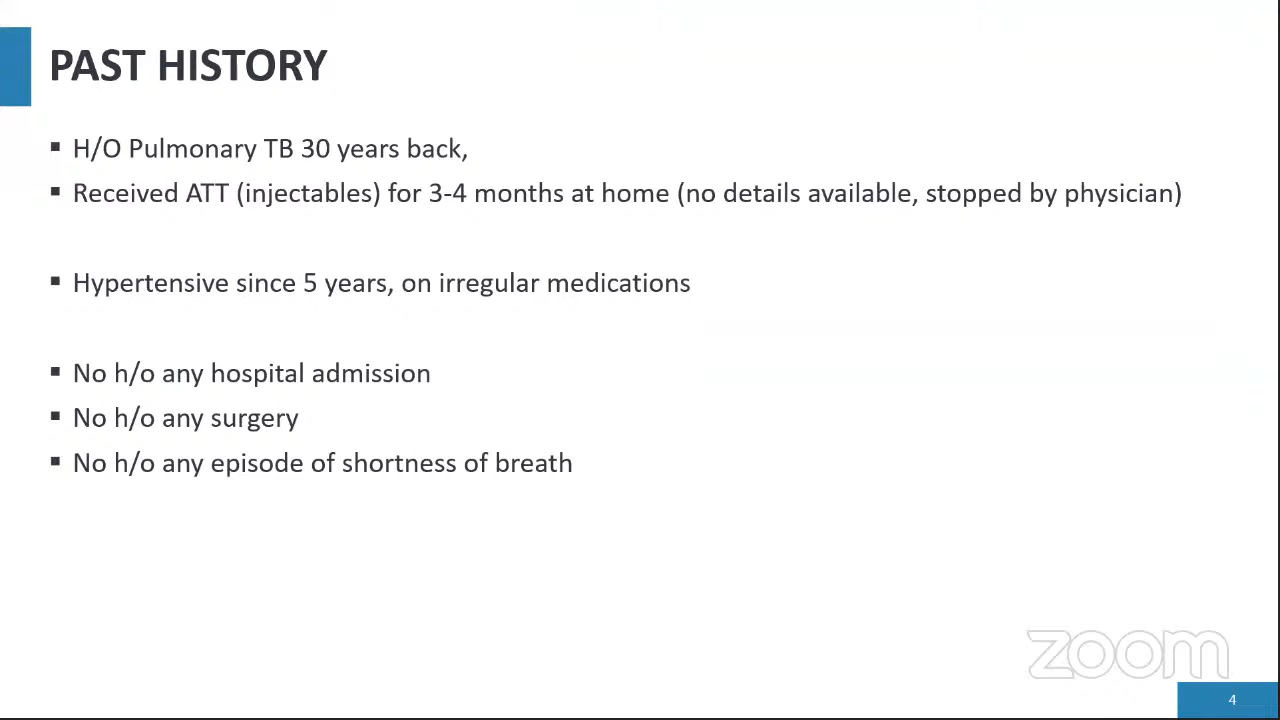 PAST HISTORY
▪ H/O Pulmonary TB 30 years back,
▪ Received ATT (injectables) for 3-4 months at home (no details available, stopped by physician)
▪ Hypertensive since 5 years, on irregular medications
▪ No h/o any hospital admission
▪ No h/o any surgery
▪ No h/o any episode of shortness of breath
zoom
4